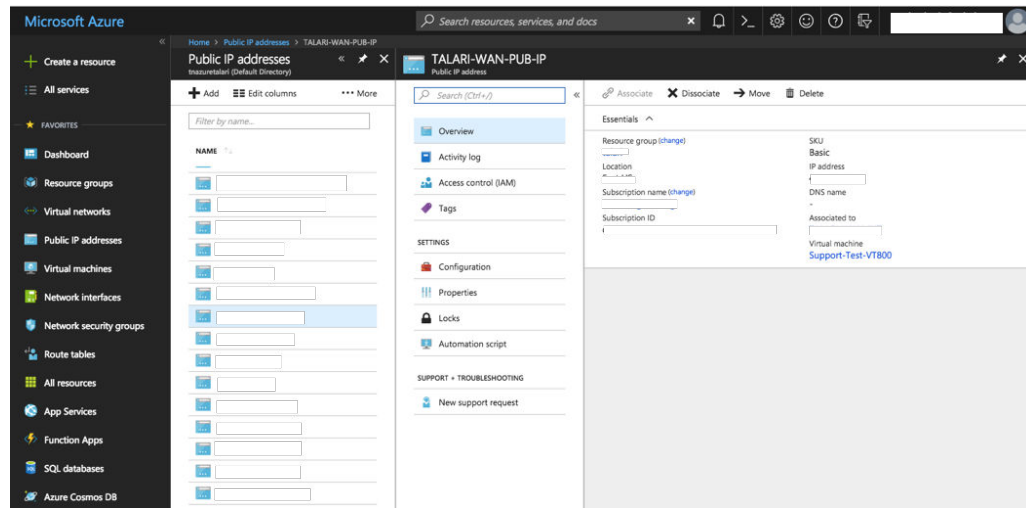 Microsoft Azure
Search resources, services, and docs
Create a resource
All services
FAVORITES
Dashboard
Resource groups
Virtual networks
Public IP addresses
Virtual machines
Network interfaces
Network security groups
Route tables
All resources
App Services
Function Apps
SQL databases
Azure Cosmos DB
Home > Public IP addresses > TALARI-WAN-PUB-IP
Public IP addresses
tnazuretalari (Default Directory)
Add
Edit columns
More
Filter by name...
NAME
TALARI-WAN-PUB-IP
Public IP address
Search (Ctrl+/)
Overview
Activity log
Access control (IAM)
Tags
SETTINGS
Configuration
Properties
Locks
Automation script
SUPPORT + TROUBLESHOOTING
New support request
Associate
Dissociate
Move
Delete
Essentials
Resource group (change)
Location
Subscription name (change)
Subscription ID
SKU
Basic
IP address
DNS name
-
Associated to
Virtual machine
Support-Test-VT800